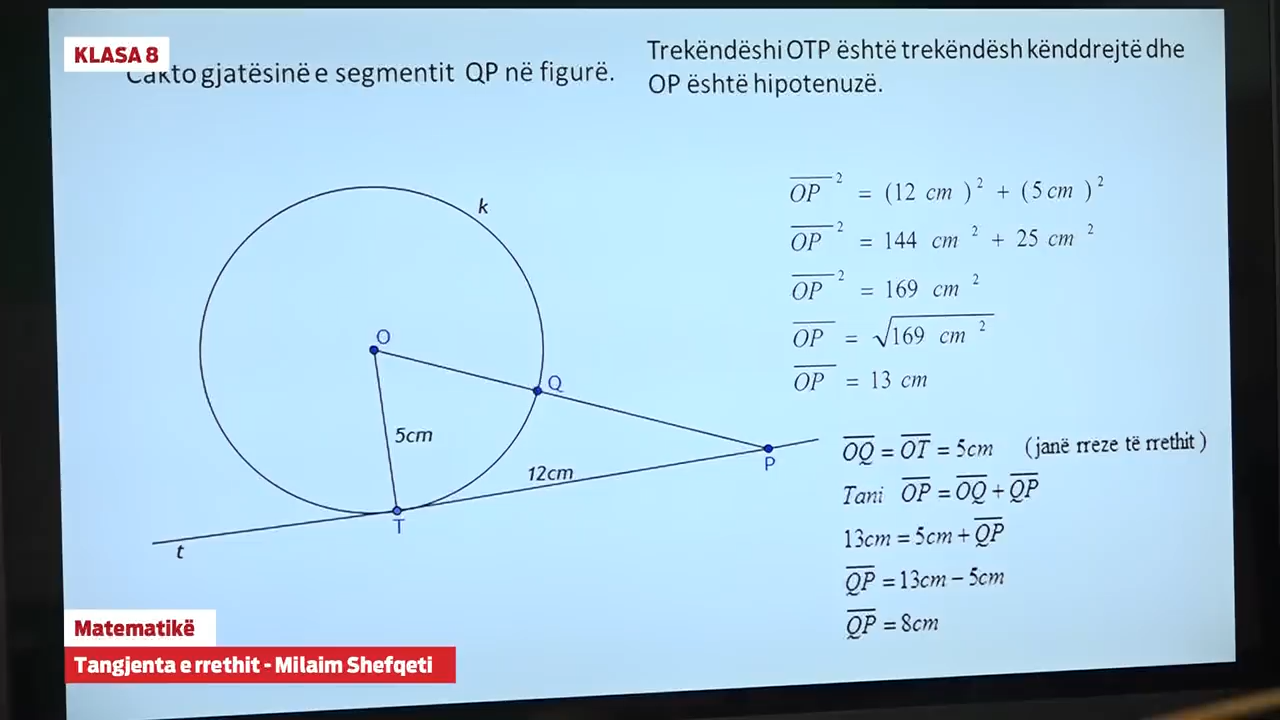 KLASA 8
Cakto gjatësinë e segmentit QP në figurë.
Trekëndëshi OTP është trekëndësh kënddrejtë dhe
OP është hipotenuzë.
k
O
Q
5cm
12cm
P
T
t
OP² = (12 cm)² + (5 cm)²
OP² = 144 cm² + 25 cm²
OP² = 169 cm²
OP = √169 cm²
OP = 13 cm
OQ = OT = 5cm (janë rreze të rrethit)
Tani OP = OQ + QP
13cm = 5cm + QP
QP = 13cm – 5cm
QP = 8cm
Matematikë
Tangjenta e rrethit - Milaim Shefqeti